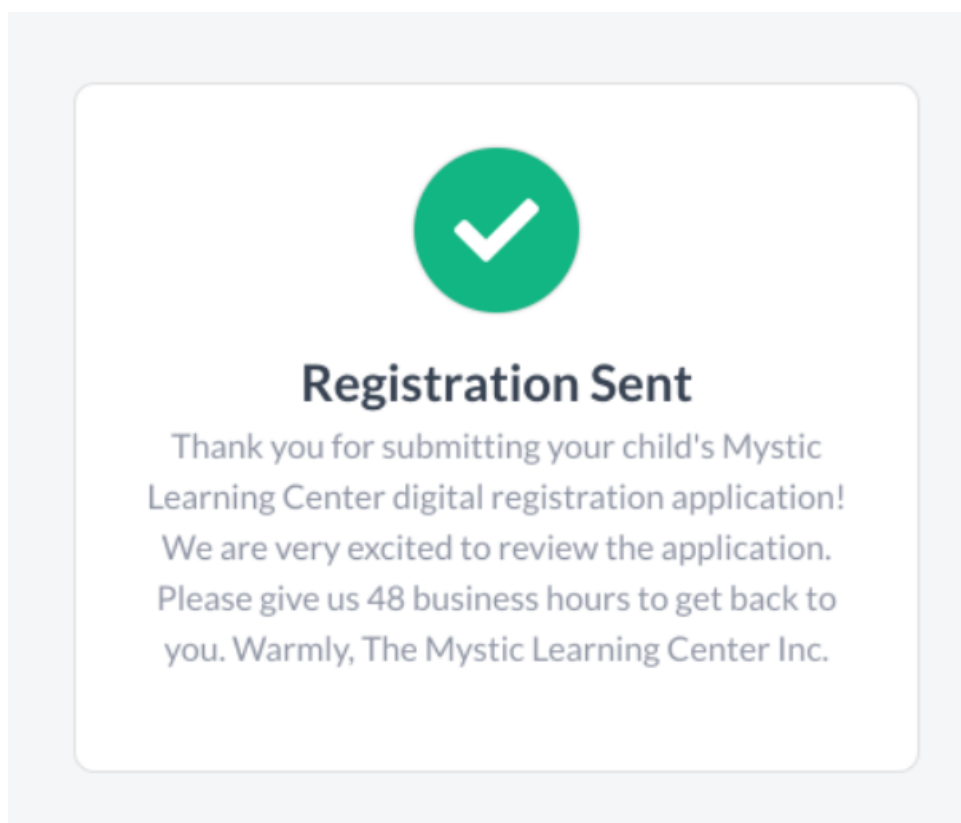 Registration Sent
Thank you for submitting your child's Mystic
Learning Center digital registration application!
We are very excited to review the application.
Please give us 48 business hours to get back to
you. Warmly, The Mystic Learning Center Inc.